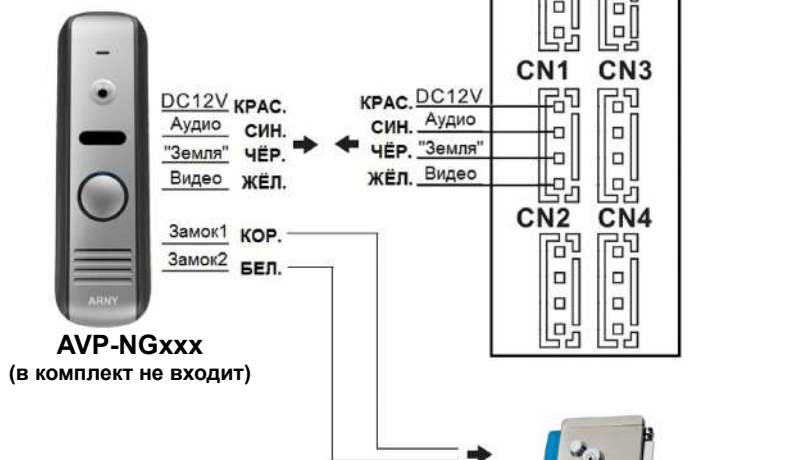 CN1 CN3
DC12V КРАС.
Аудио СИН.
"Земля" ЧЁР.
Видео ЖЁЛ.
КРАС. DC12V
СИН. Аудио
ЧЁР. "Земля"
ЖЁЛ. Видео
CN2 CN4
Замок1 КОР.
Замок2 БЕЛ.
ARNY
AVP-NGxxx
(в комплект не входит)